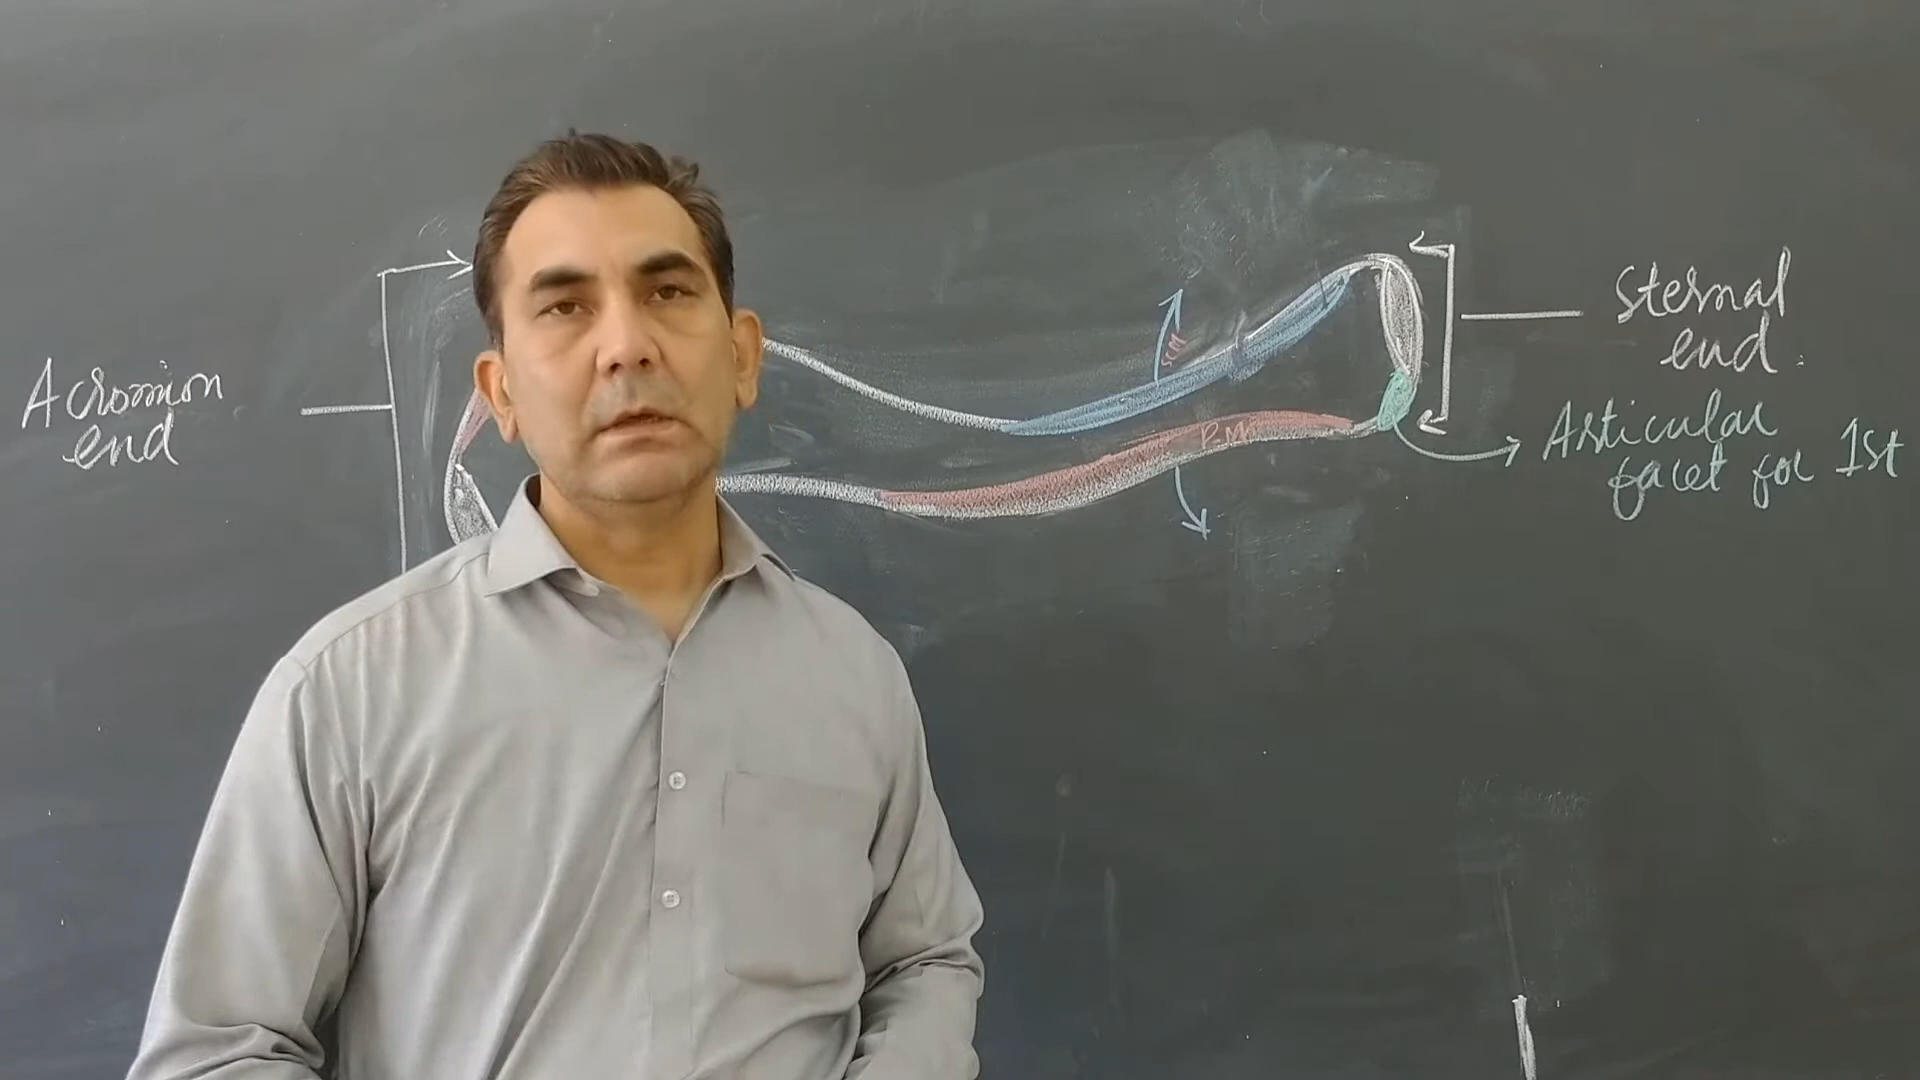 Acromion
end
SCM
P.M
Sternal
end
Articular
facet for 1st